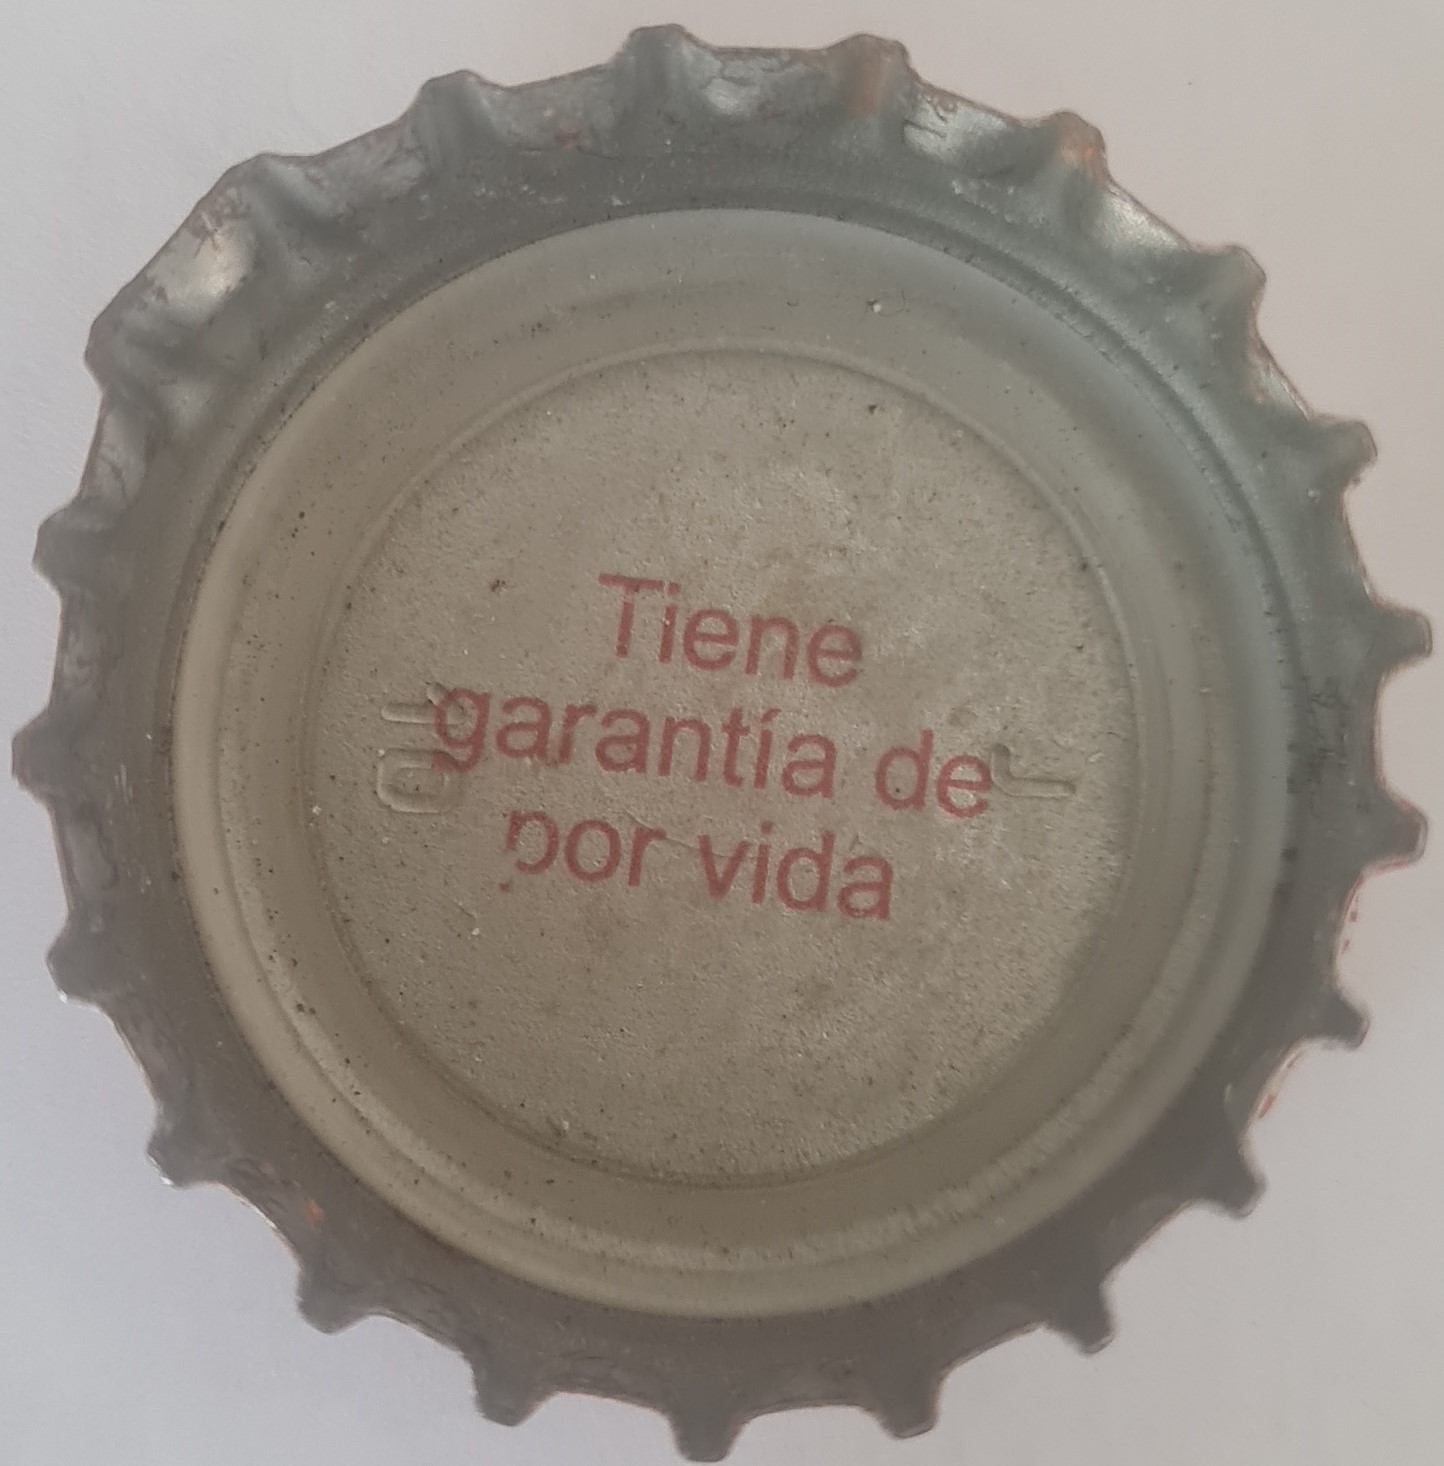 Tiene
garantía de
por vida